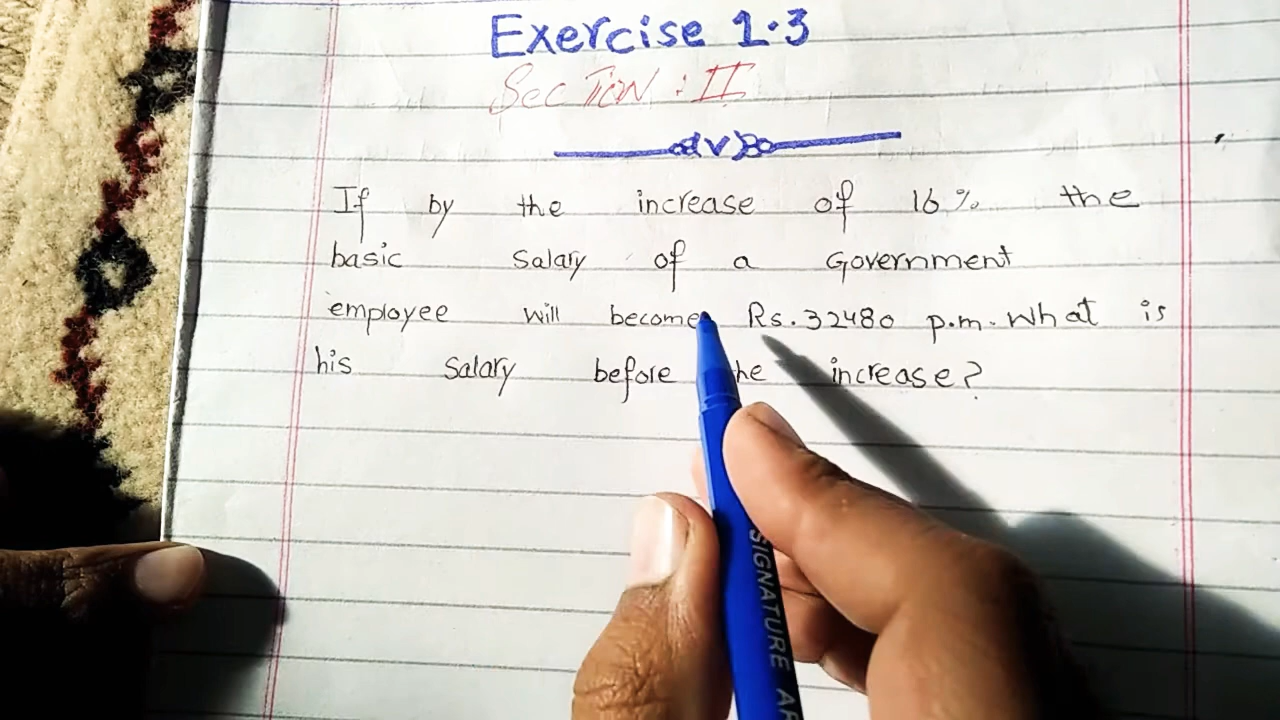 Exercise 1.3
Section : II
If by the increase of 16% the
basic Salary of a Government
employee will become Rs. 32480 p.m. What is
his Salary before he increase?
SIGNATURE